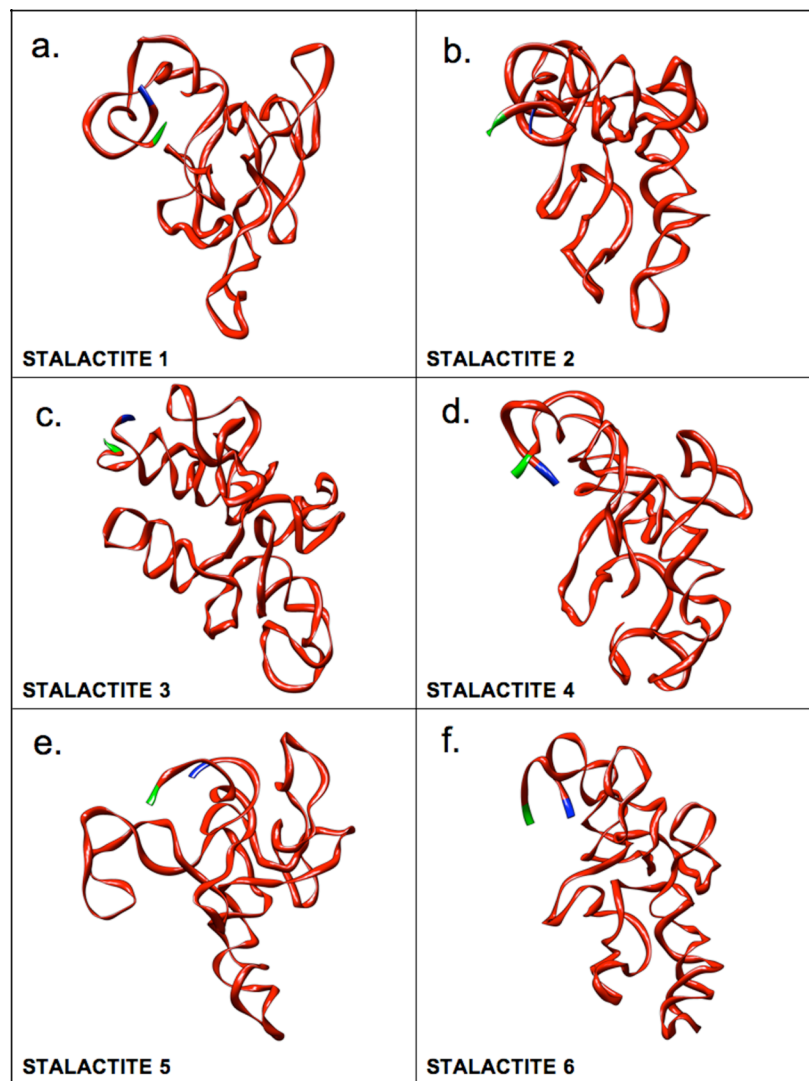 a.
STALACTITE 1
b.
STALACTITE 2
c.
STALACTITE 3
d.
STALACTITE 4
e.
STALACTITE 5
f.
STALACTITE 6